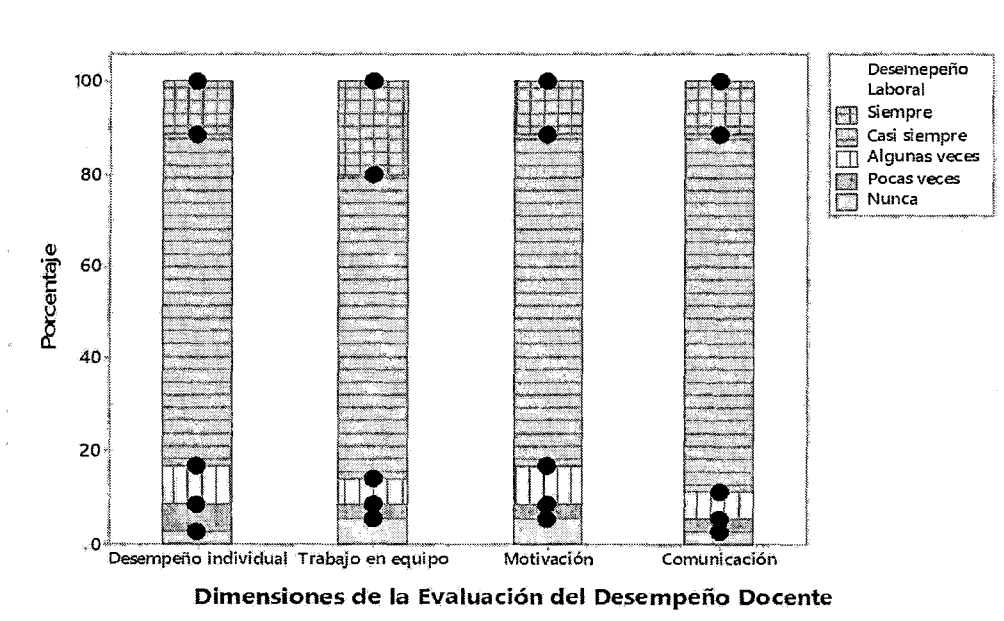 Desemepeño
Laboral
Siempre
Casi siempre
Algunas veces
Pocas veces
Nunca
Porcentaje
100
80
60
40
20
0
Desempeño individual Trabajo en equipo Motivación Comunicación
Dimensiones de la Evaluación del Desempeño Docente